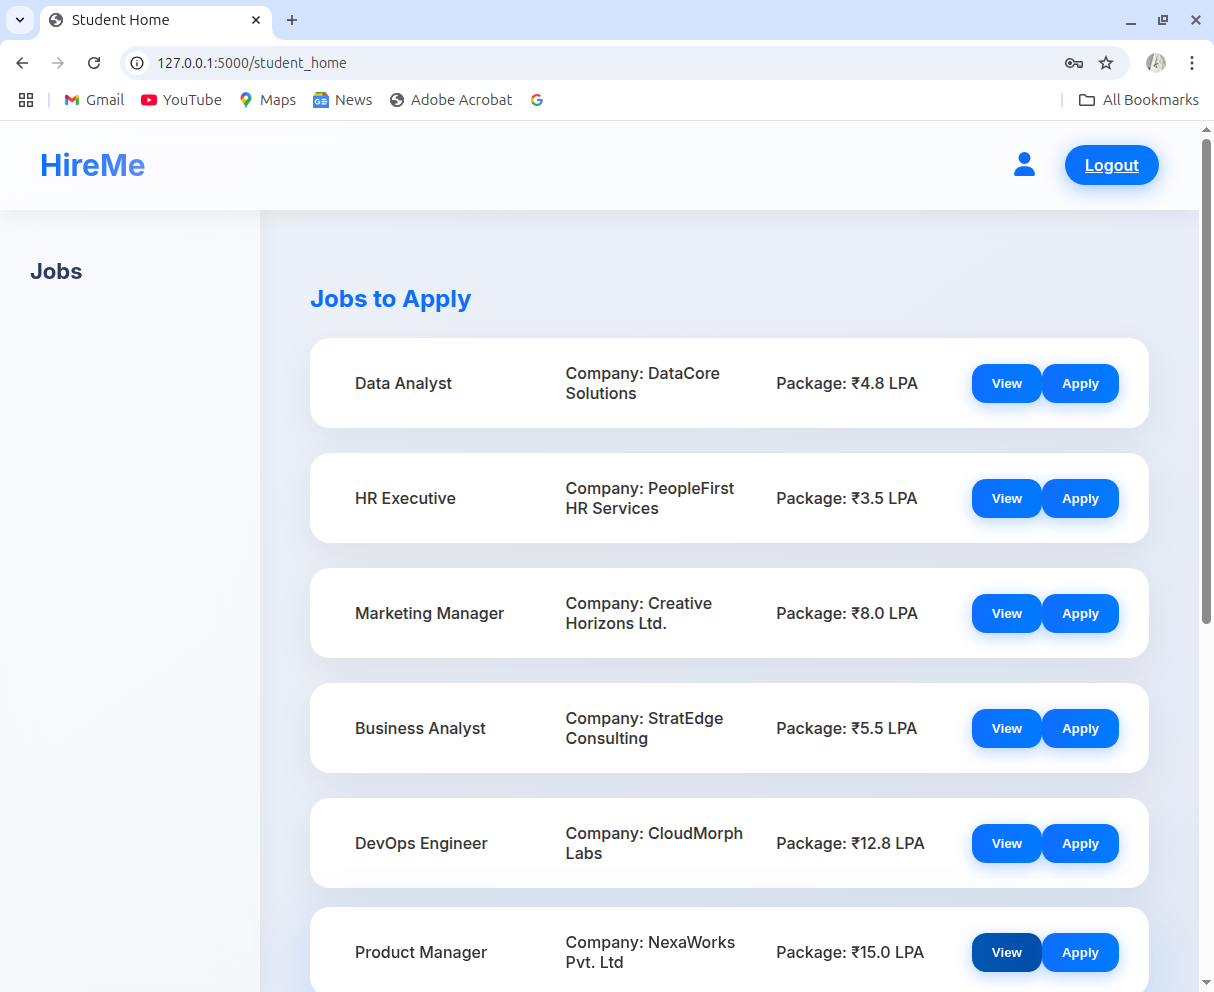 Student Home
127.0.0.1:5000/student_home
Gmail YouTube Maps News Adobe Acrobat All Bookmarks
HireMe
Logout
Jobs
Jobs to Apply
Data Analyst
Company: DataCore
Solutions
Package: ₹4.8 LPA
View
Apply
HR Executive
Company: PeopleFirst
HR Services
Package: ₹3.5 LPA
View
Apply
Marketing Manager
Company: Creative
Horizons Ltd.
Package: ₹8.0 LPA
View
Apply
Business Analyst
Company: StratEdge
Consulting
Package: ₹5.5 LPA
View
Apply
DevOps Engineer
Company: CloudMorph
Labs
Package: ₹12.8 LPA
View
Apply
Product Manager
Company: NexaWorks
Pvt. Ltd
Package: ₹15.0 LPA
View
Apply